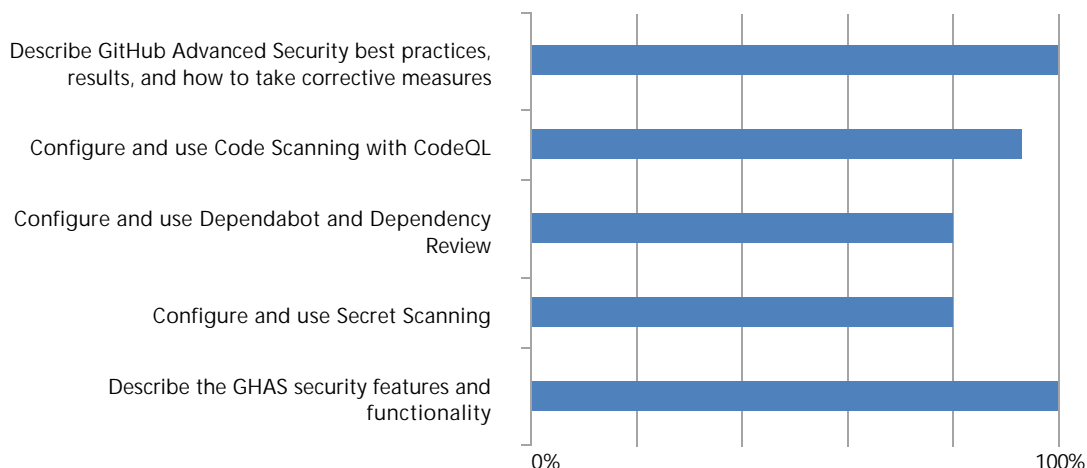 Describe GitHub Advanced Security best practices,
results, and how to take corrective measures
Configure and use Code Scanning with CodeQL
Configure and use Dependabot and Dependency
Review
Configure and use Secret Scanning
Describe the GHAS security features and
functionality
0%
100%